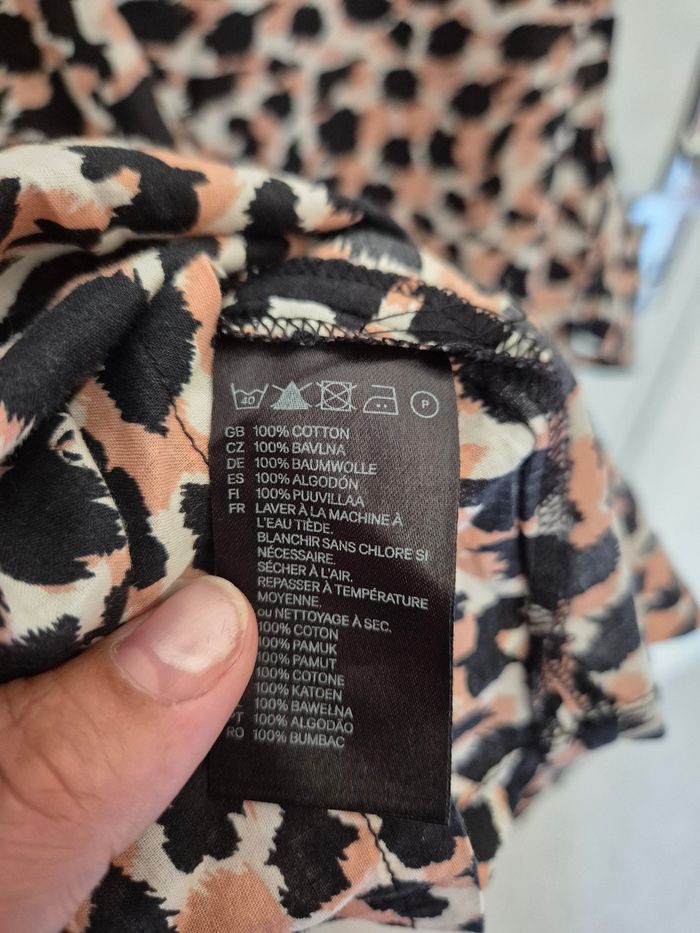 40 P
GB 100% COTTON
CZ 100% BAVLNA
DE 100% BAUMWOLLE
ES 100% ALGODÓN
FI 100% PUUVILLAA
FR LAVER À LA MACHINE À
L'EAU TIÈDE.
BLANCHIR SANS CHLORE SI
NÉCESSAIRE.
SÉCHER À L'AIR.
REPASSER À TEMPÉRATURE
MOYENNE.
ou NETTOYAGE À SEC.
100% COTON
100% PAMUK
100% PAMUT
100% COTONE
100% KATOEN
100% BAWEŁNA
PT 100% ALGODÃO
RO 100% BUMBAC